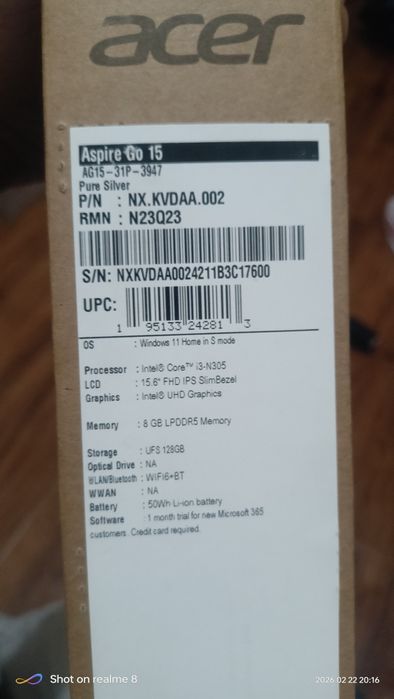 acer
Aspire Go 15
AG15-31P-3947
Pure Silver
P/N : NX.KVDAA.002
RMN : N23Q23
S/N: NXKVDAA0024211B3C17600
UPC:
1 95133 24281 3
OS : Windows 11 Home in S mode
Processor : Intel® Core™ i3-N305
LCD : 15.6" FHD IPS SlimBezel
Graphics : Intel® UHD Graphics
Memory : 8 GB LPDDR5 Memory
Storage : UFS 128GB
Optical Drive : NA
WLAN/Bluetooth : WiFi6+BT
WWAN : NA
Battery : 50Wh Li-ion battery
Software : 1 month trial for new Microsoft 365
customers. Credit card required.
Shot on realme 8
2026 02 22 20:16